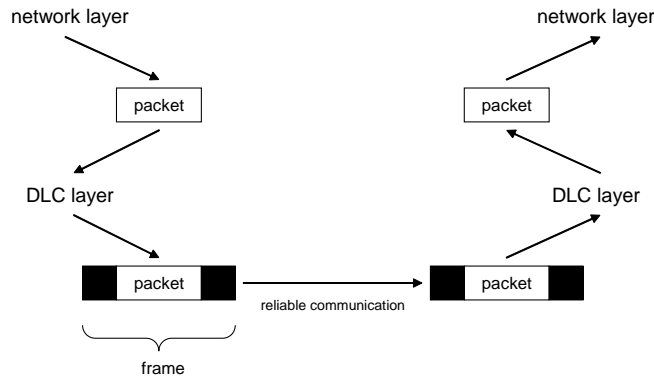 network layer
network layer
packet
packet
DLC layer
DLC layer
packet
packet
reliable communication
frame